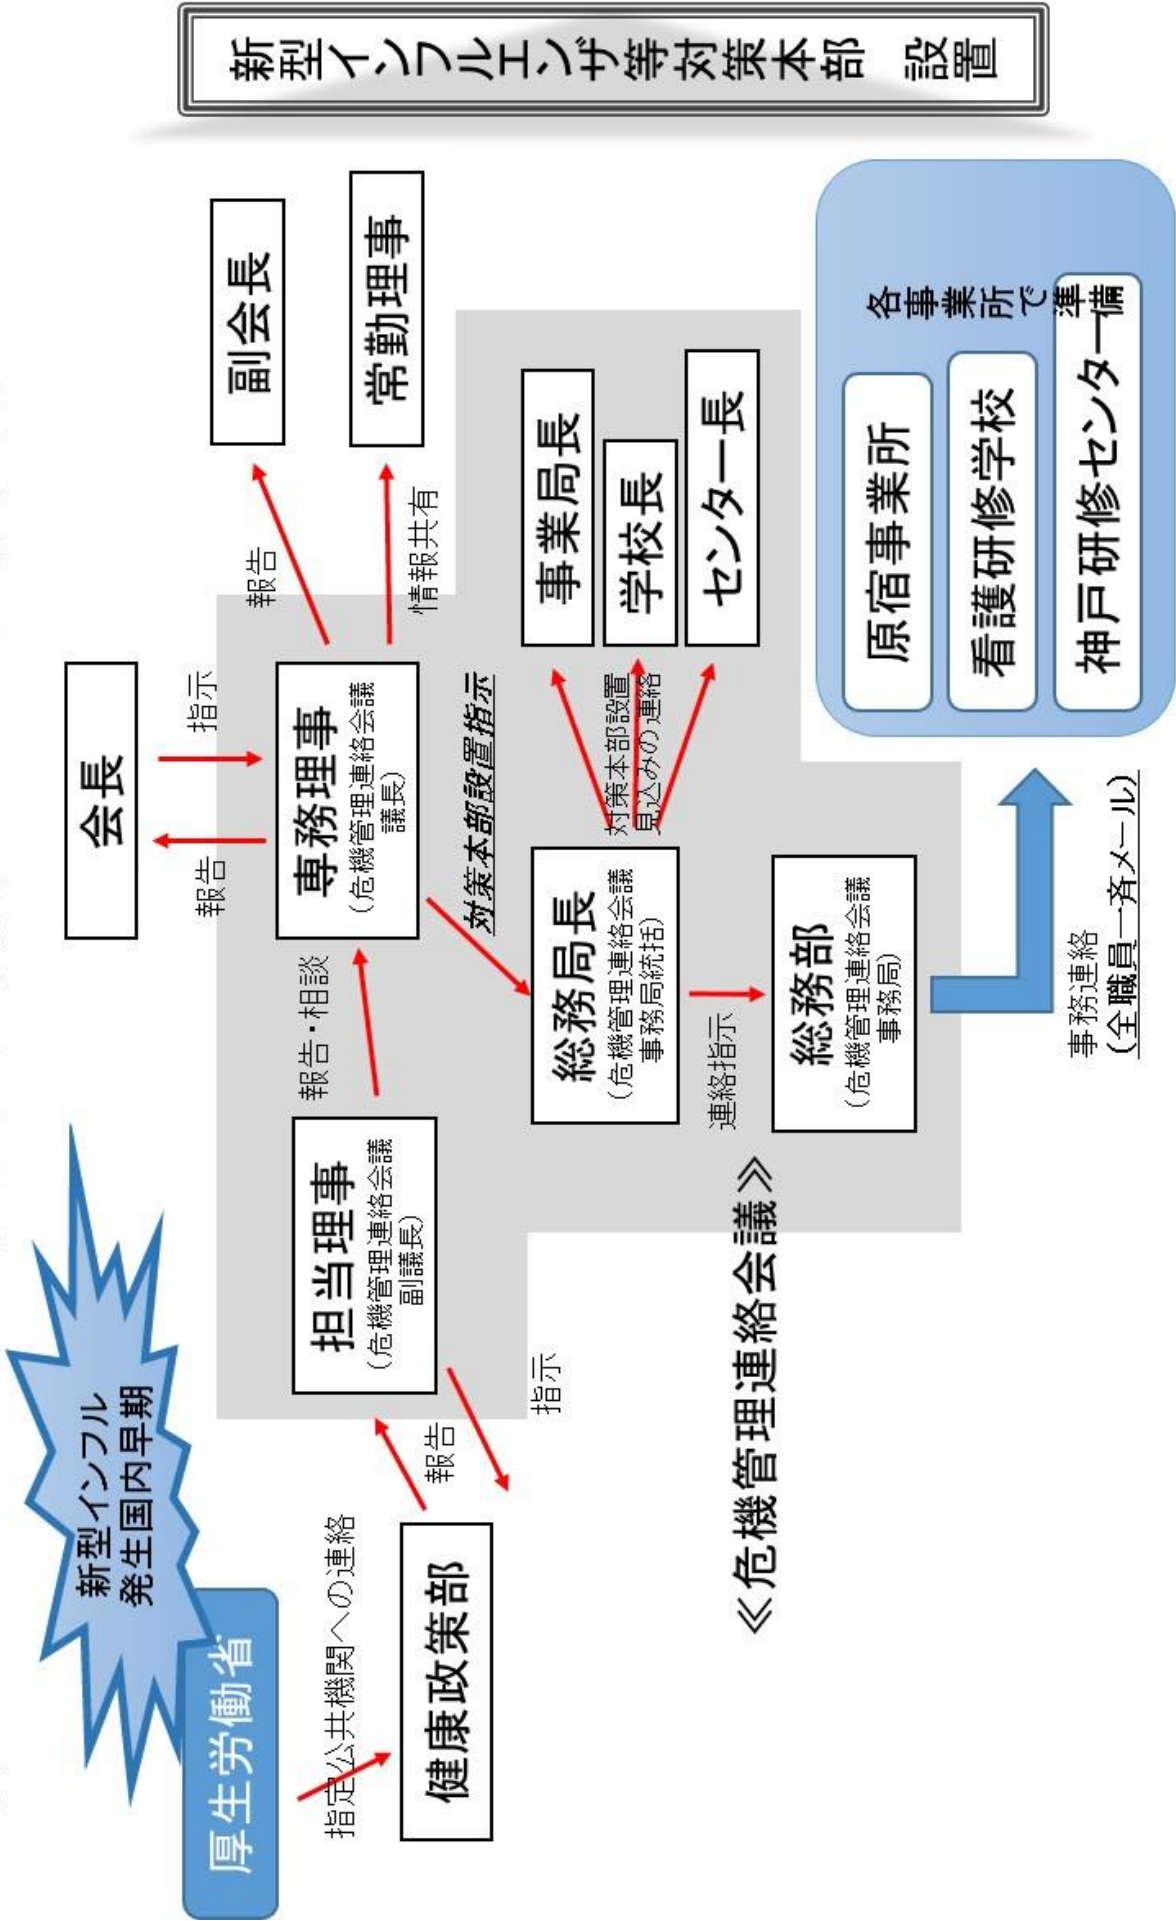 新型インフル
発生国内早期
厚生労働省
指定公共機関への連絡
健康政策部
報告
指示
担当理事
（危機管理連絡会議
副議長）
報告・相談
会長
報告
指示
専務理事
（危機管理連絡会議
議長）
報告
副会長
情報共有
常勤理事
対策本部設置指示
総務局長
（危機管理連絡会議
事務局統括）
対策本部設置
見込みの連絡
事業局長
学校長
センター長
連絡指示
総務部
（危機管理連絡会議
事務局）
≪危機管理連絡会議≫
事務連絡
（全職員一斉メール）
原宿事業所
看護研修学校
神戸研修センター
各事業所で準備
新型インフルエンザ等対策本部　設置